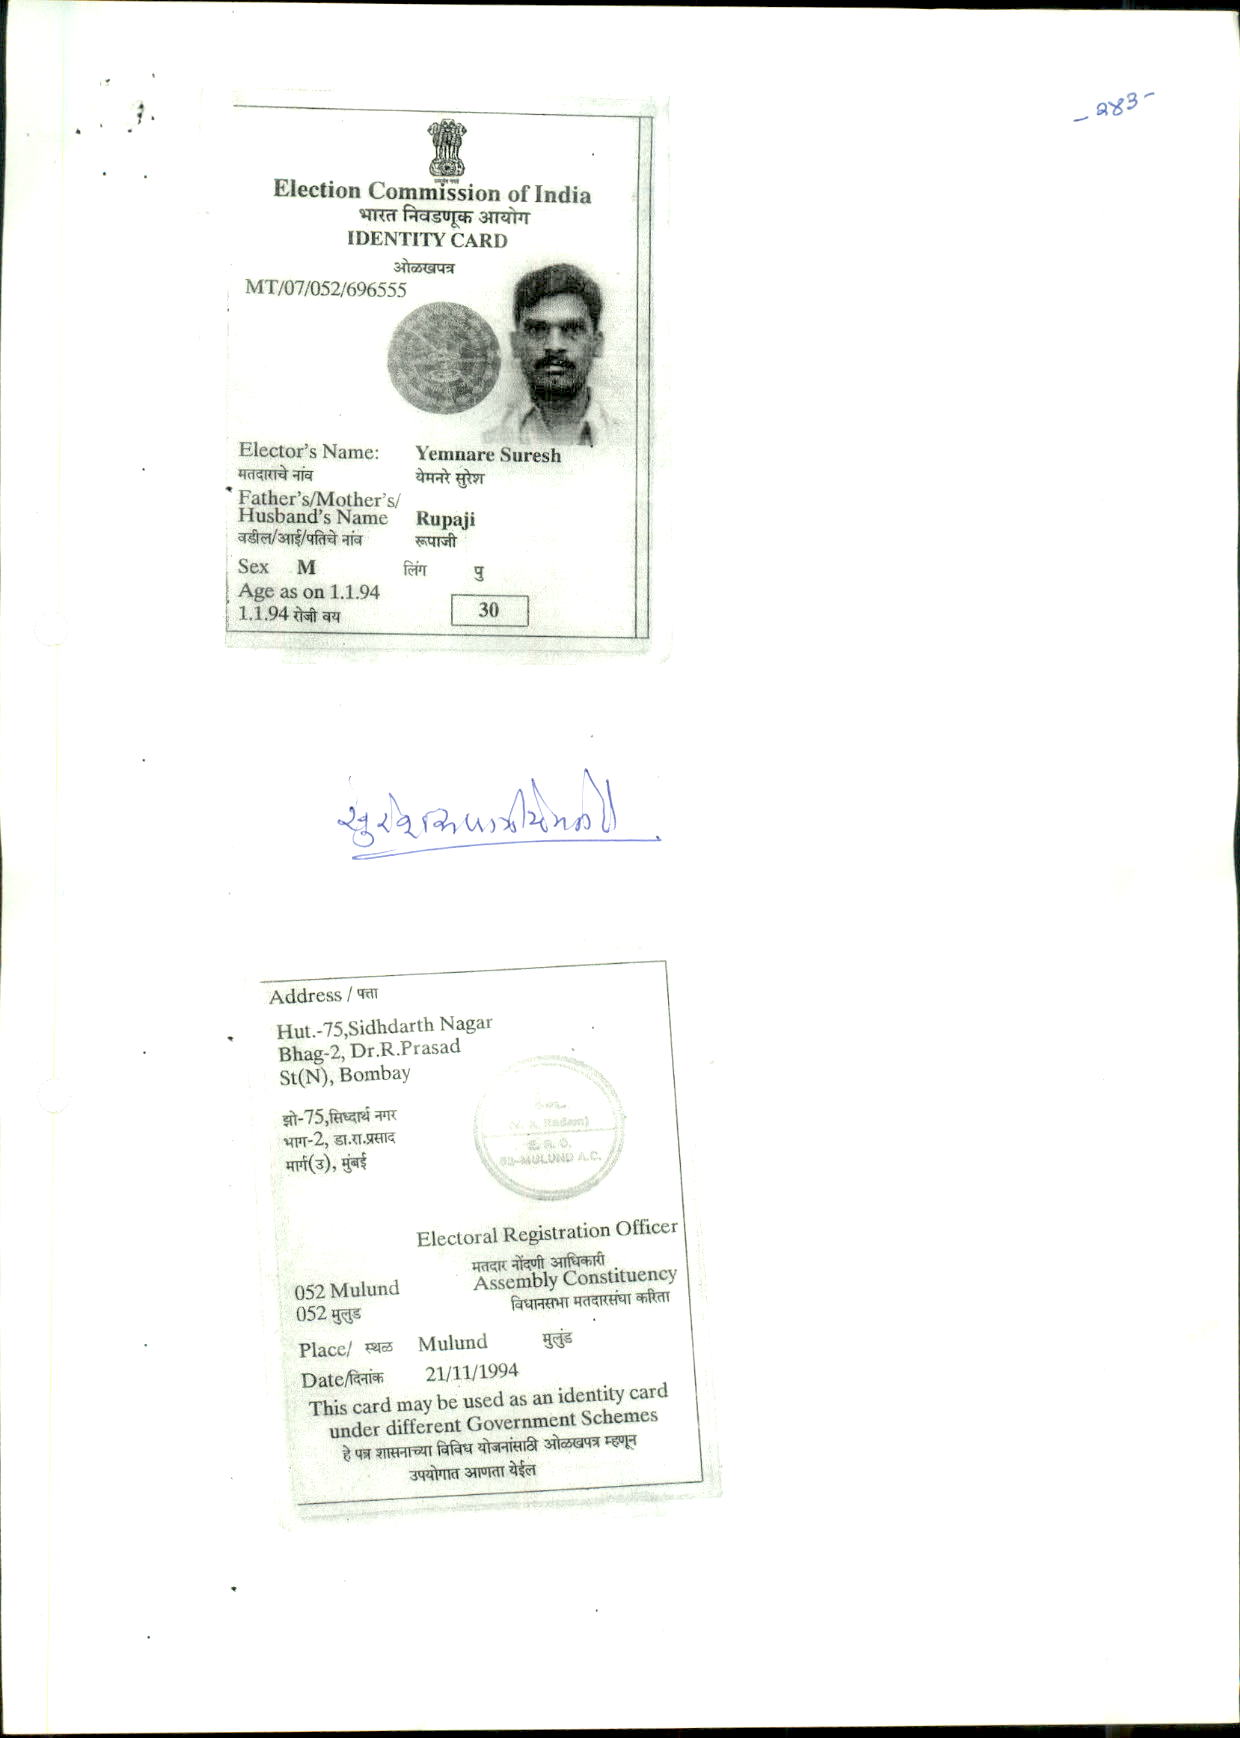 -२४३-
Election Commission of India
भारत निवडणूक आयोग
IDENTITY CARD
ओळखपत्र
MT/07/052/696555
Elector's Name: Yemnare Suresh
मतदाराचे नांव येमनरे सुरेश
Father's/Mother's/
Husband's Name Rupaji
वडील/आई/पतिचे नांव रूपाजी
Sex M लिंग पु
Age as on 1.1.94
1.1.94 रोजी वय 30
Address / पत्ता
Hut.-75,Sidhdarth Nagar
Bhag-2, Dr.R.Prasad
St(N), Bombay
झो-75,सिध्दार्थ नगर
भाग-2, डा.रा.प्रसाद
मार्ग(उ), मुंबई
E. R. O.
52-MULUND A.C.
Electoral Registration Officer
मतदार नोंदणी आधिकारी
052 Mulund Assembly Constituency
052 मुलुड विधानसभा मतदारसंघा करिता
Place/ स्थळ Mulund मुलुंड
Date/दिनांक 21/11/1994
This card may be used as an identity card
under different Government Schemes
हे पत्र शासनाच्या विविध योजनांसाठी ओळखपत्र म्हणून
उपयोगात आणता येईल